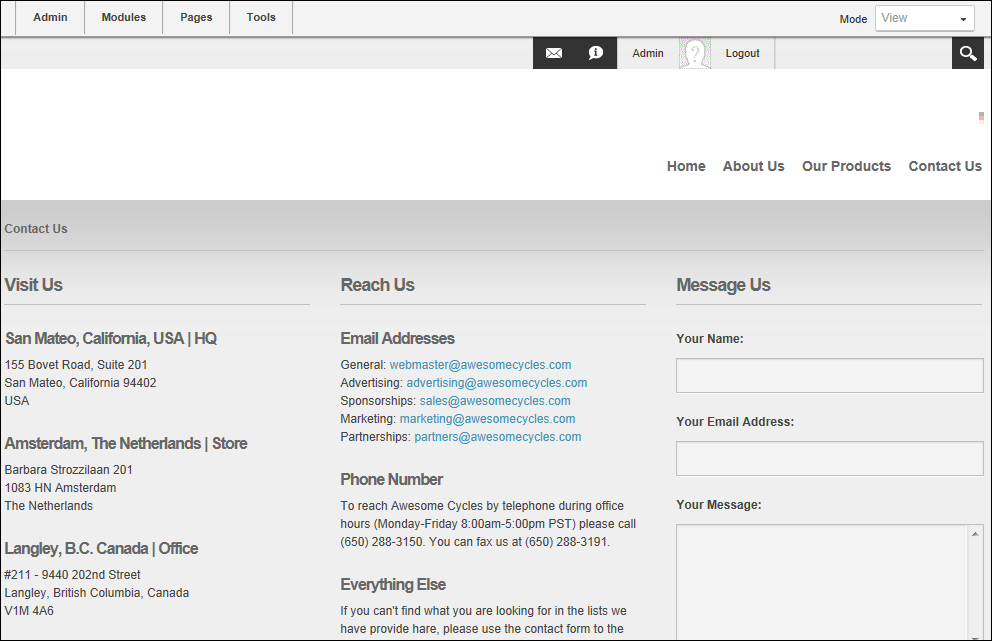 Admin Modules Pages Tools Mode View
Admin Logout
Home About Us Our Products Contact Us
Contact Us
Visit Us
San Mateo, California, USA | HQ
155 Bovet Road, Suite 201
San Mateo, California 94402
USA
Amsterdam, The Netherlands | Store
Barbara Strozzilaan 201
1083 HN Amsterdam
The Netherlands
Langley, B.C. Canada | Office
#211 - 9440 202nd Street
Langley, British Columbia, Canada
V1M 4A6
Reach Us
Email Addresses
General: webmaster@awesomecycles.com
Advertising: advertising@awesomecycles.com
Sponsorships: sales@awesomecycles.com
Marketing: marketing@awesomecycles.com
Partnerships: partners@awesomecycles.com
Phone Number
To reach Awesome Cycles by telephone during office
hours (Monday-Friday 8:00am-5:00pm PST) please call
(650) 288-3150. You can fax us at (650) 288-3191.
Everything Else
If you can't find what you are looking for in the lists we
have provide hare, please use the contact form to the
Message Us
Your Name:
Your Email Address:
Your Message: